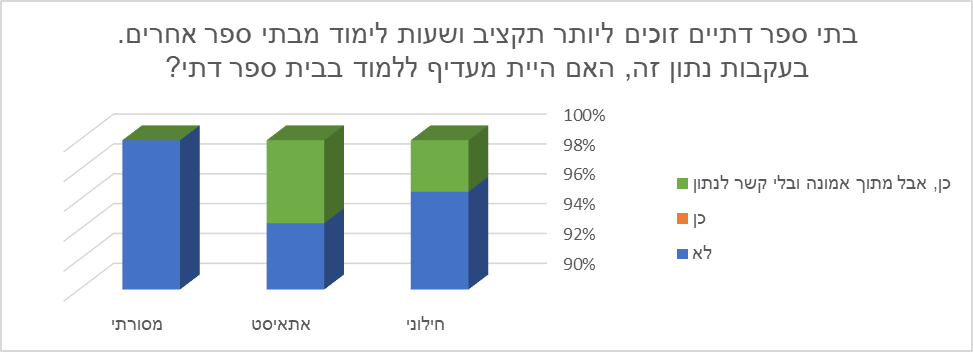 בתי ספר דתיים זוכים ליותר תקציב ושעות לימוד מבתי ספר אחרים.
בעקבות נתון זה, האם היית מעדיף ללמוד בבית ספר דתי?
100%
98%
96%
94%
92%
90%
כן, אבל מתוך אמונה ובלי קשר לנתון
כן
לא
חילוני
אתאיסט
מסורתי